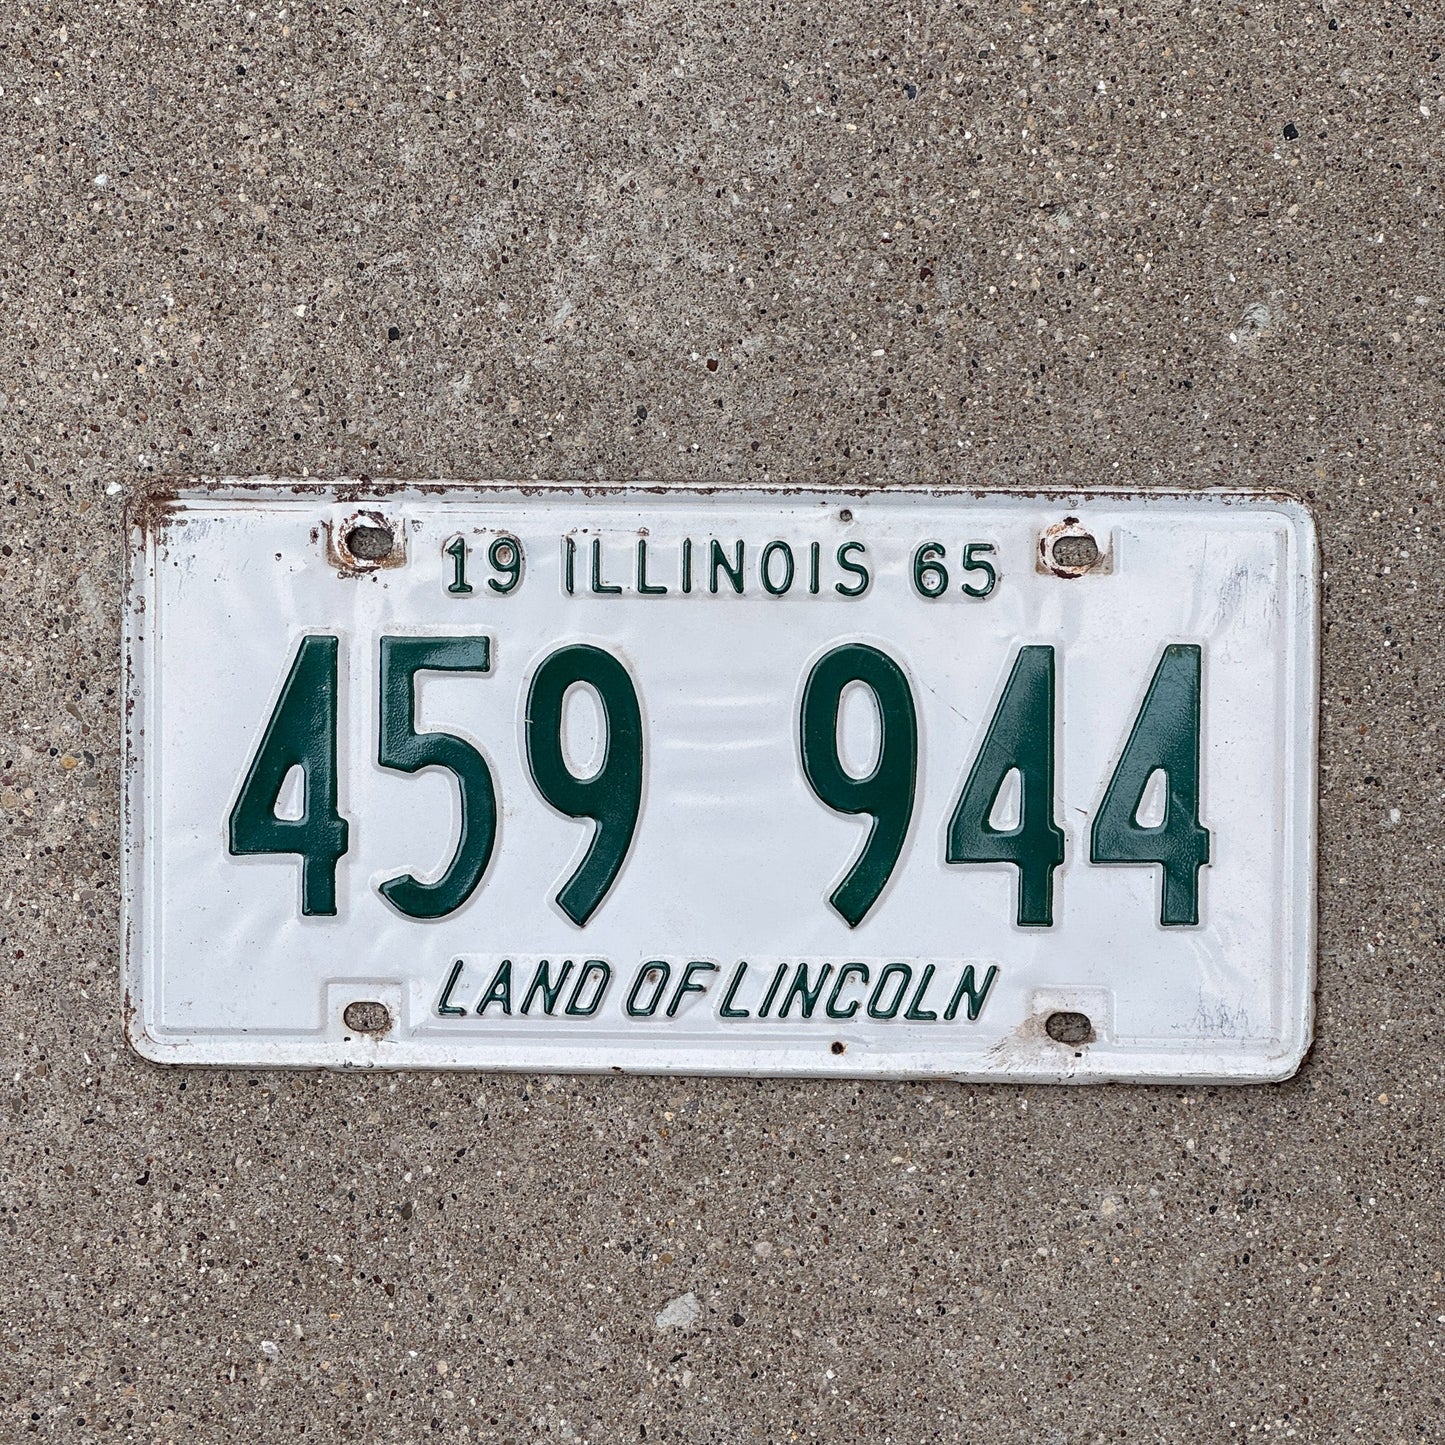 19 ILLINOIS 65
459 944
LAND OF LINCOLN